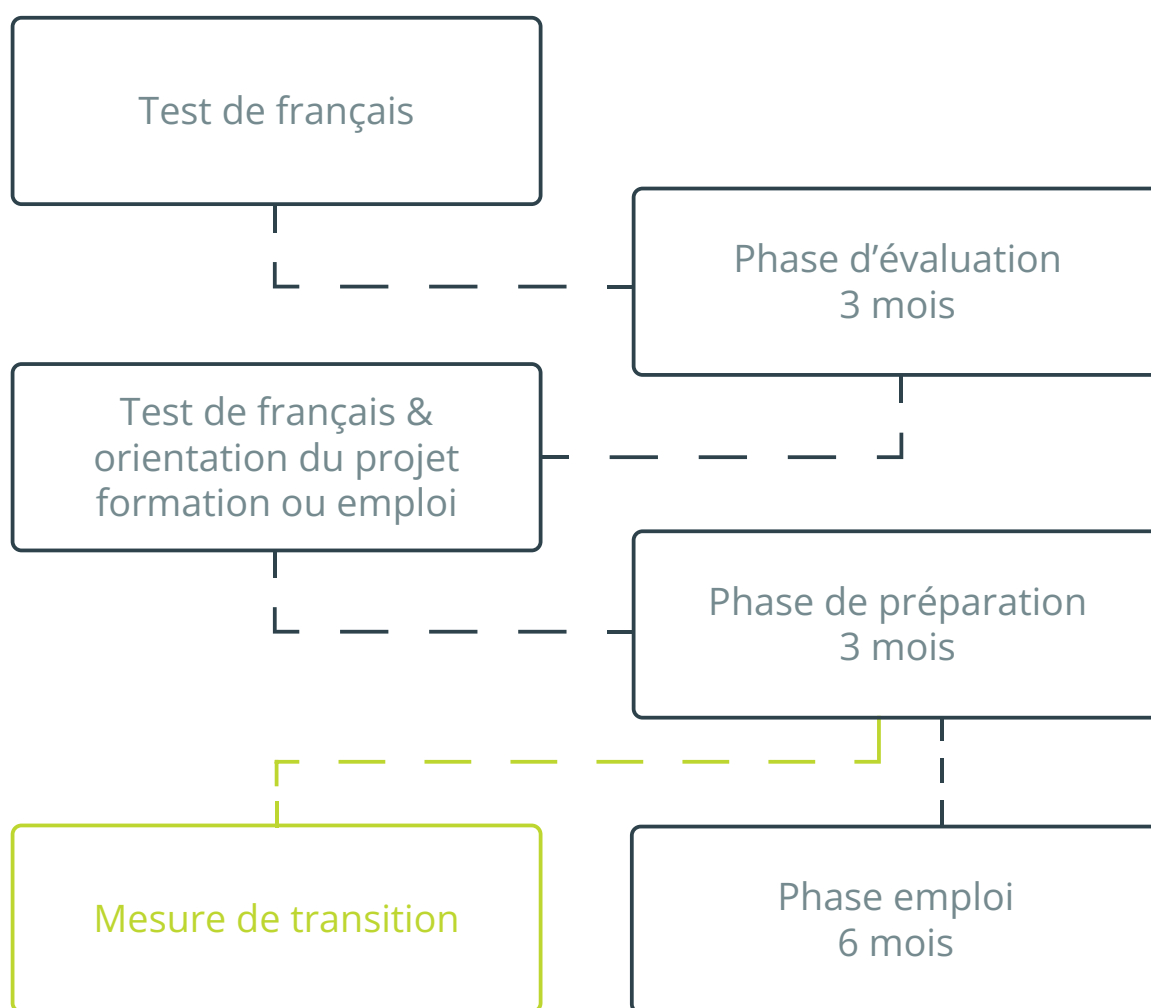 Test de français
Phase d’évaluation
3 mois
Test de français &
orientation du projet
formation ou emploi
Phase de préparation
3 mois
Mesure de transition
Phase emploi
6 mois